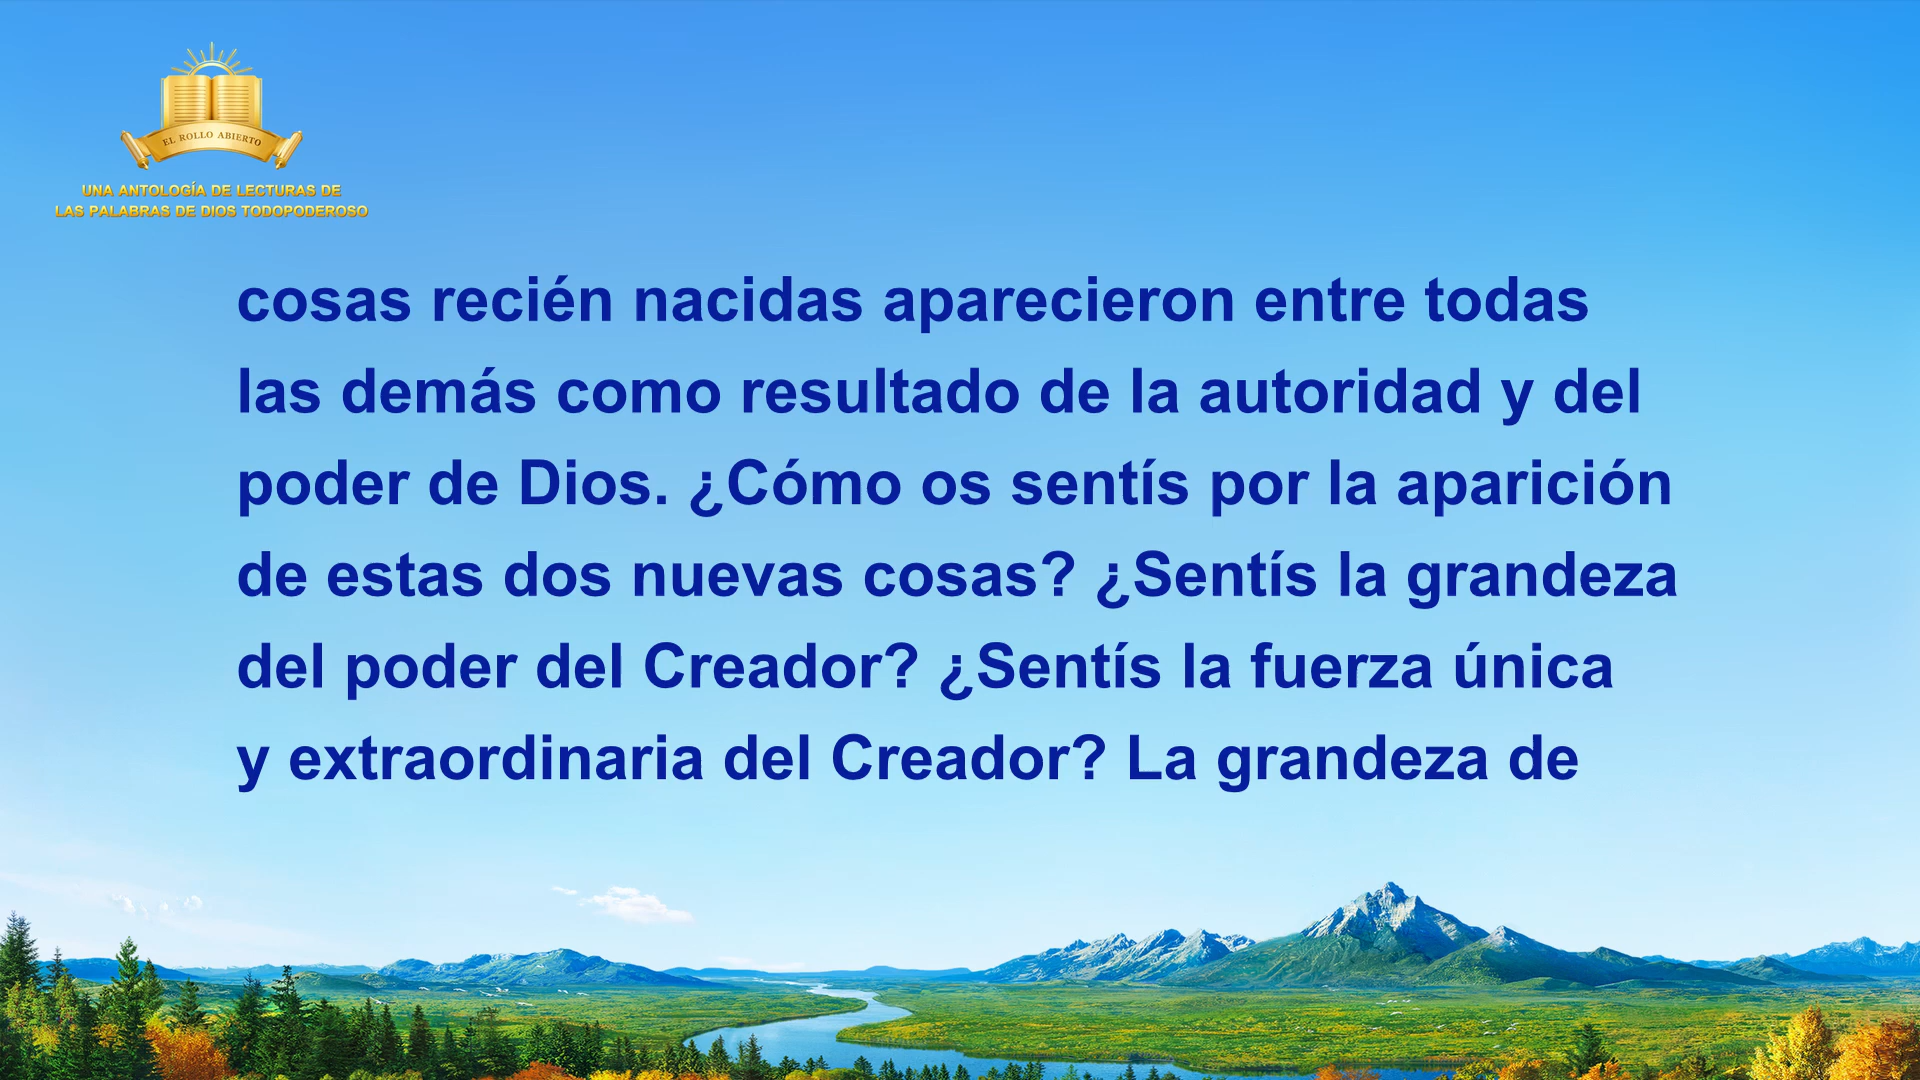 EL ROLLO ABIERTO
UNA ANTOLOGÍA DE LECTURAS DE
LAS PALABRAS DE DIOS TODOPODEROSO
cosas recién nacidas aparecieron entre todas
las demás como resultado de la autoridad y del
poder de Dios. ¿Cómo os sentís por la aparición
de estas dos nuevas cosas? ¿Sentís la grandeza
del poder del Creador? ¿Sentís la fuerza única
y extraordinaria del Creador? La grandeza de